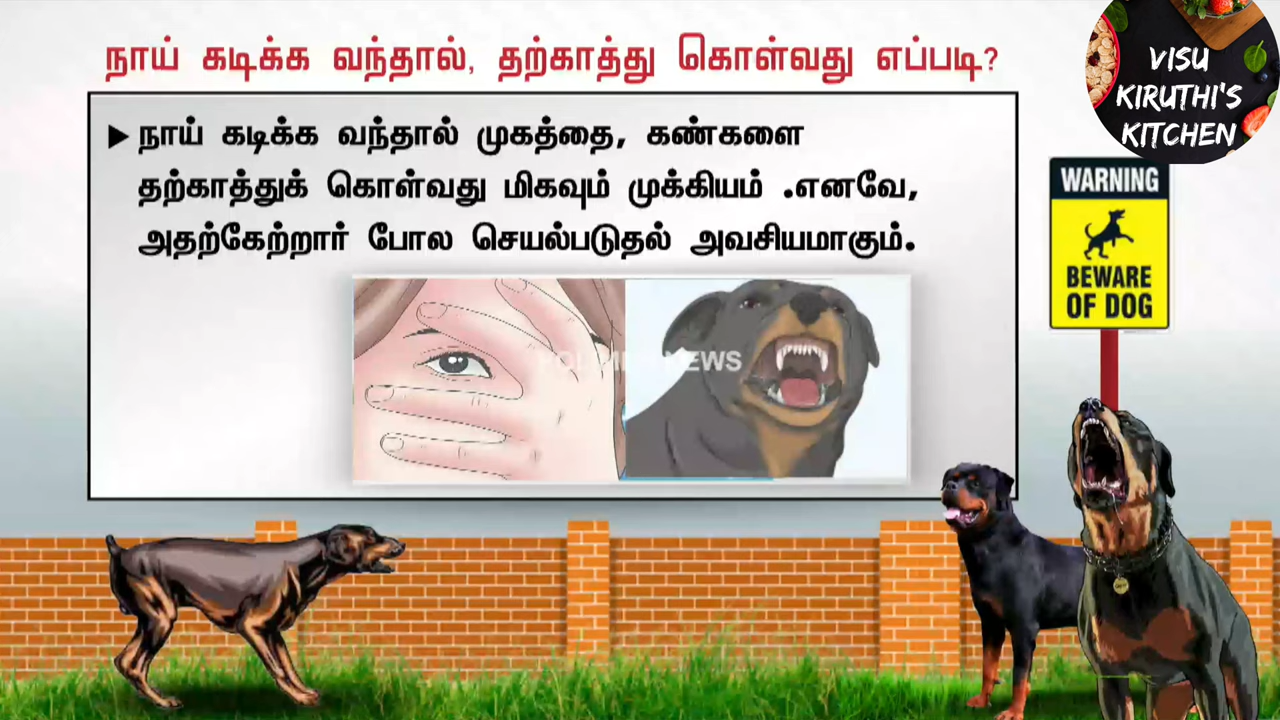 நாய் கடிக்க வந்தால், தற்காத்து கொள்வது எப்படி?
VISU
KIRUTHI'S
KITCHEN
▶நாய் கடிக்க வந்தால் முகத்தை, கண்களை
தற்காத்துக் கொள்வது மிகவும் முக்கியம் .எனவே,
அதற்கேற்றார் போல செயல்படுதல் அவசியமாகும்.
WARNING
BEWARE
OF DOG
NEWS